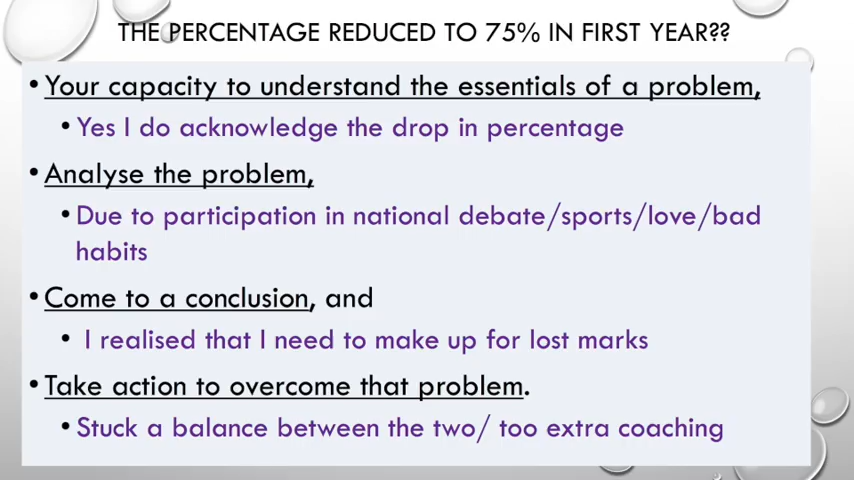 THE PERCENTAGE REDUCED TO 75% IN FIRST YEAR??
• Your capacity to understand the essentials of a problem,
• Yes I do acknowledge the drop in percentage
• Analyse the problem,
• Due to participation in national debate/sports/love/bad
habits
• Come to a conclusion, and
• I realised that I need to make up for lost marks
• Take action to overcome that problem.
• Stuck a balance between the two/ too extra coaching